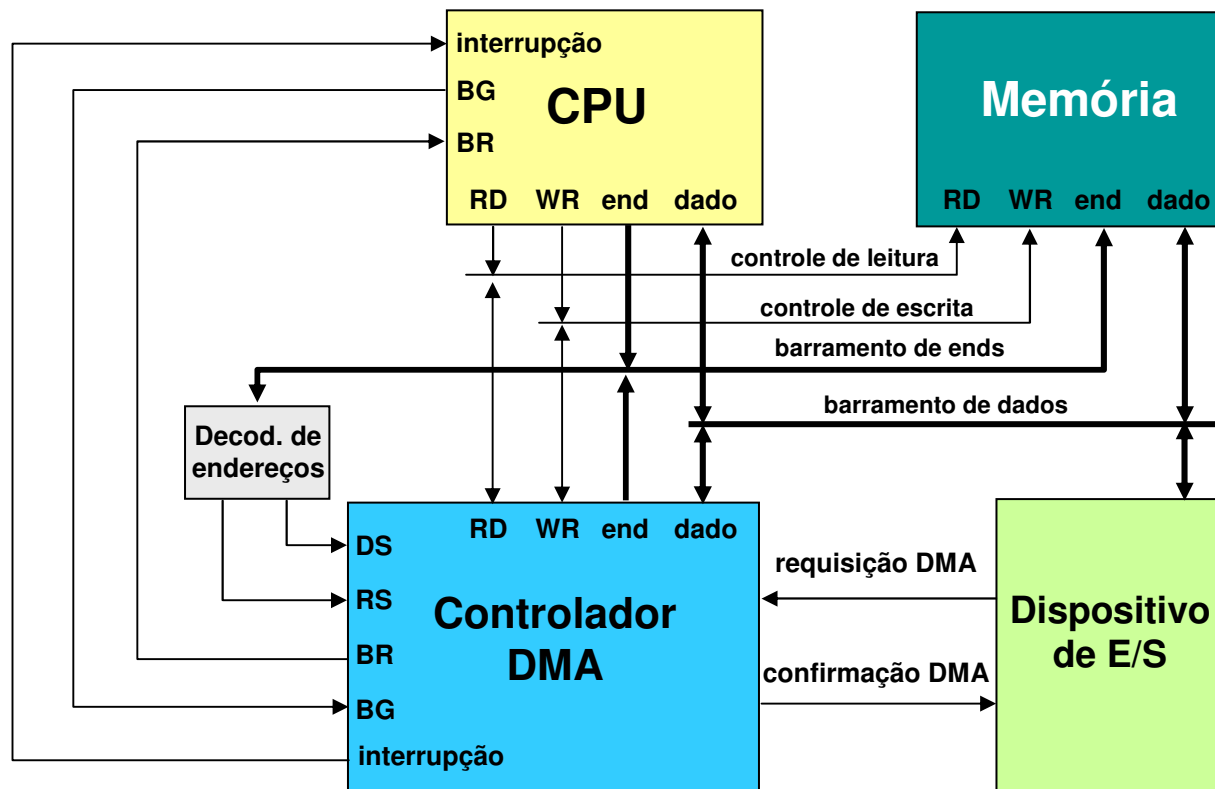 interrupção
BG
CPU
BR
RD WR end dado
Memória
RD WR end dado
controle de leitura
controle de escrita
barramento de ends
barramento de dados
Decod. de
endereços
RD WR end dado
DS
RS
Controlador
DMA
BR
BG
interrupção
requisição DMA
confirmação DMA
Dispositivo
de E/S